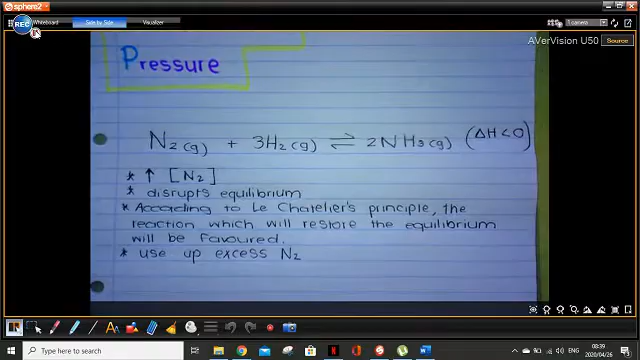 sphere2
REC
Whiteboard
Side by Side
Visualizer
1 camera
AVerVision U50
Source
Pressure
N₂(g) + 3H₂(g) ⇌ 2NH₃(g) (ΔH<0)
* ↑ [N₂]
* disrupts equilibrium
* According to Le Chatelier's principle, the
reaction which will restore the equilibrium
will be favoured.
* use up excess N₂
Type here to search
ENG
08:39
2020/04/26